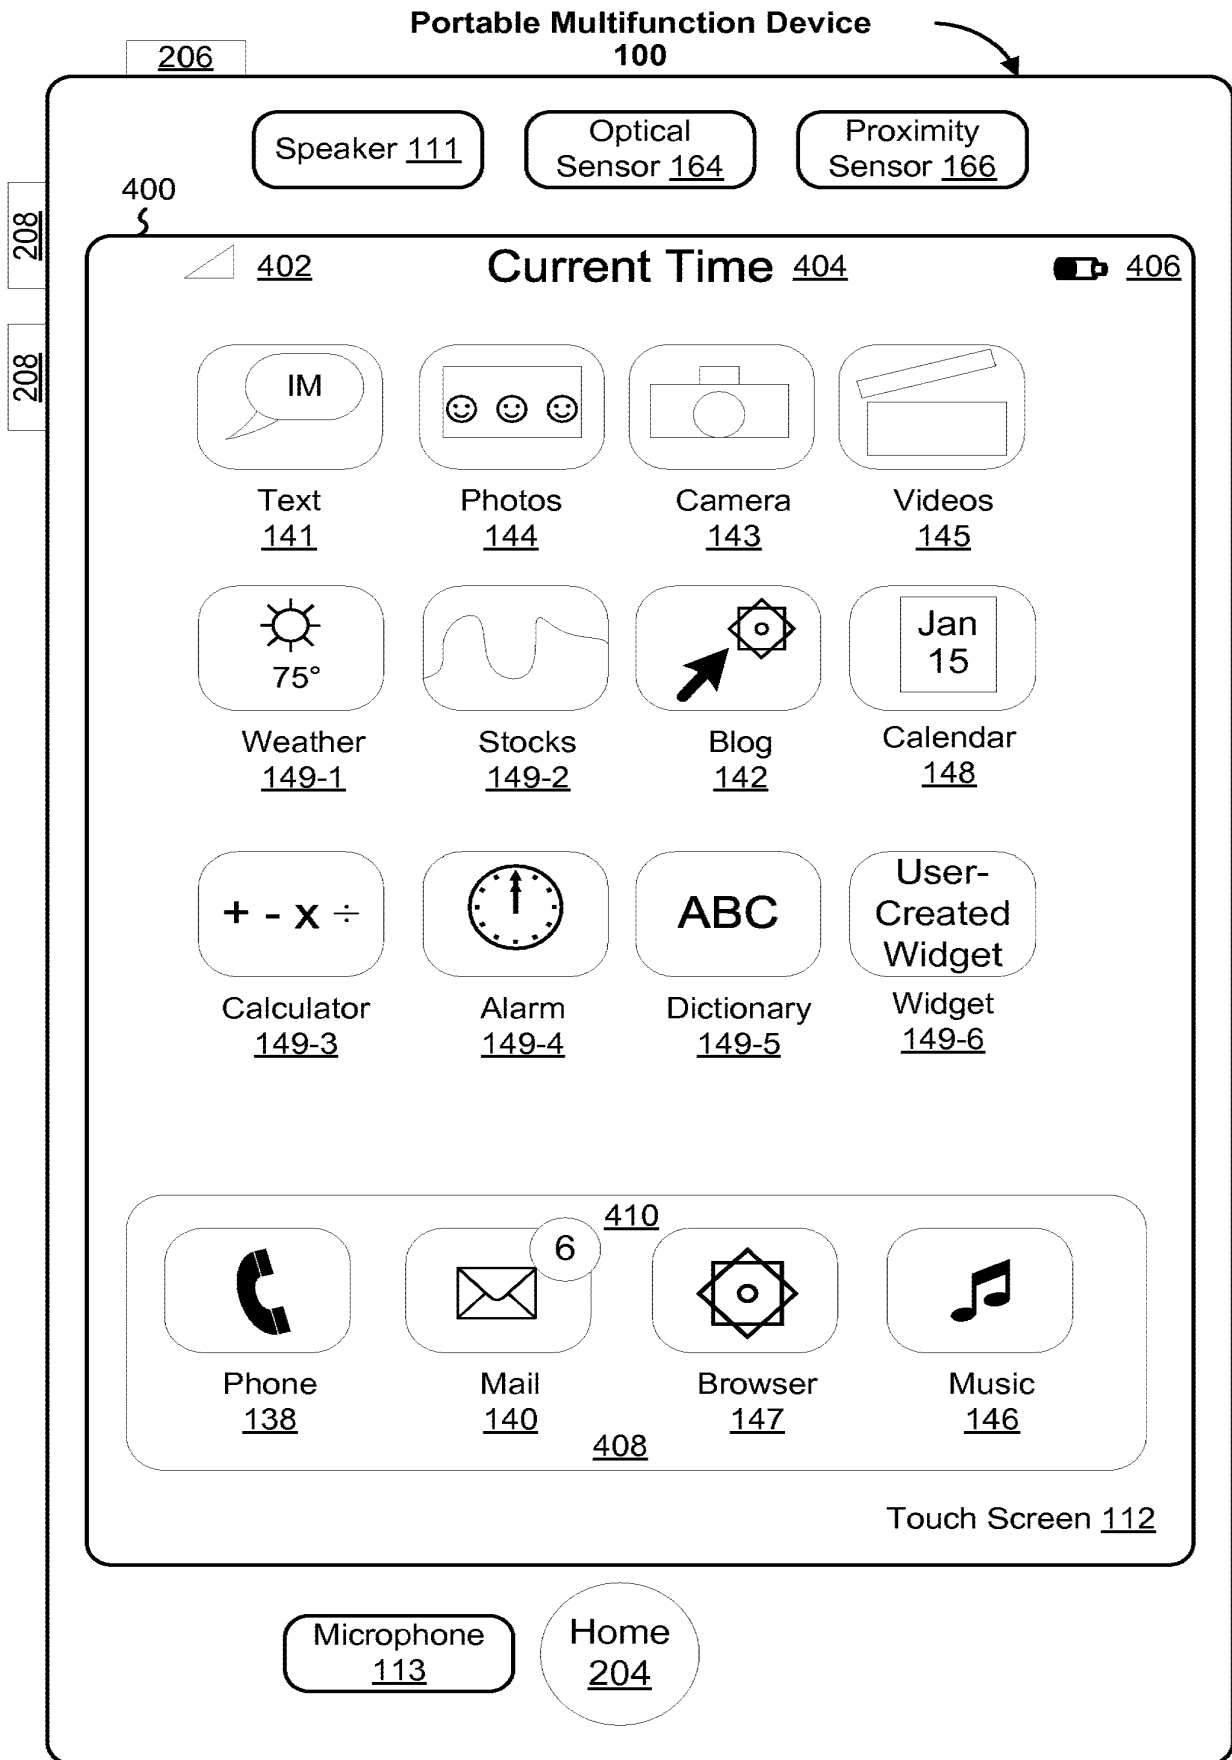 Portable Multifunction Device
100
206
Speaker 111
Optical
Sensor 164
Proximity
Sensor 166
208
400
402
Current Time 404
406
208
IM
Text
141
Photos
144
Camera
143
Videos
145
75°
Weather
149-1
Stocks
149-2
Blog
142
Jan
15
Calendar
148
+ - x ÷
Calculator
149-3
Alarm
149-4
ABC
Dictionary
149-5
User-
Created
Widget
Widget
149-6
410
Phone
138
6
Mail
140
Browser
147
Music
146
408
Touch Screen 112
Microphone
113
Home
204